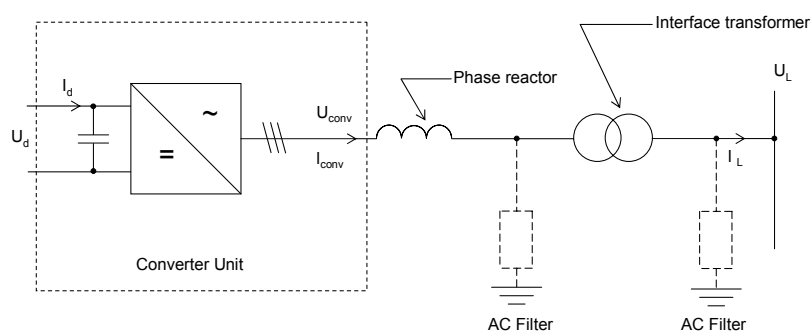 Interface transformer
Phase reactor
U_L
I_d
U_d
~
=
U_conv
I_conv
I_L
Converter Unit
AC Filter
AC Filter